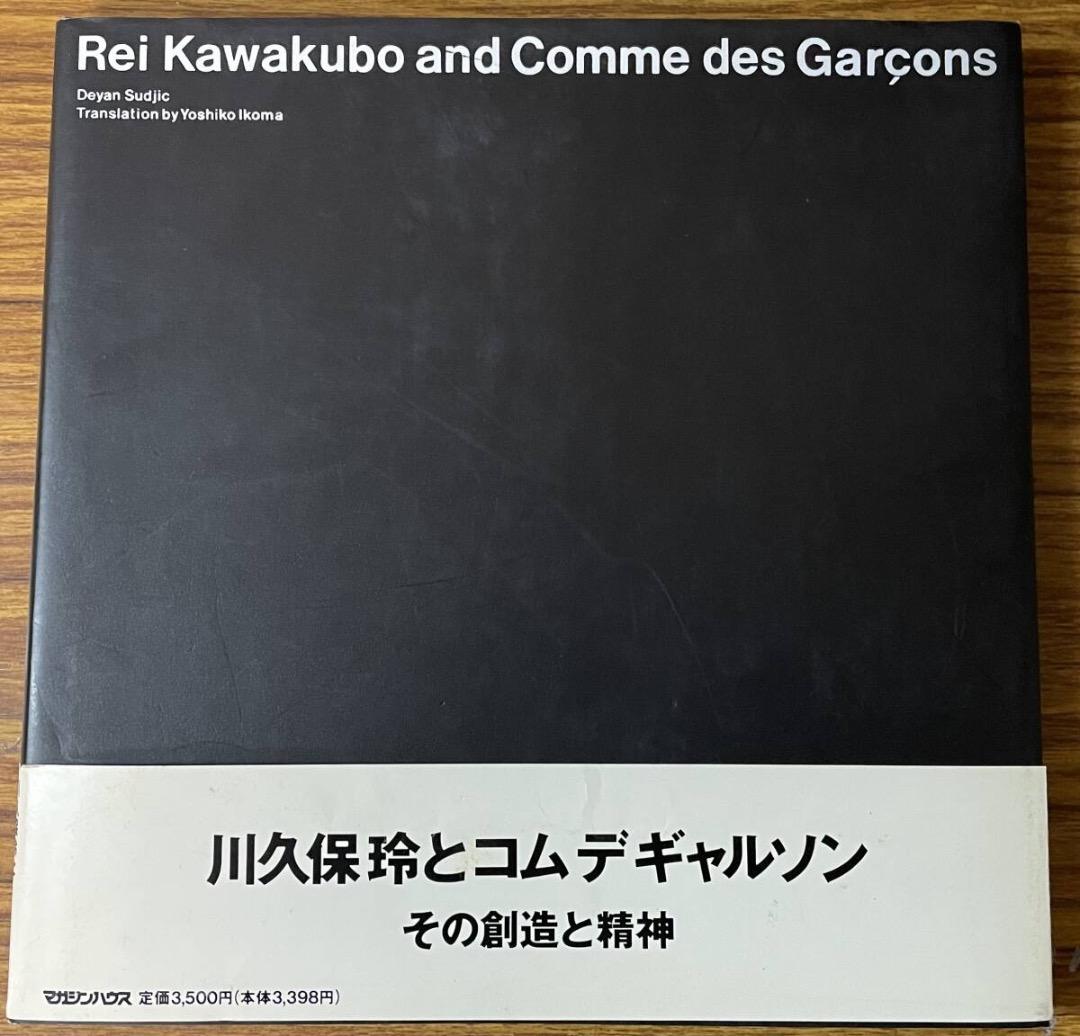 Rei Kawakubo and Comme des Garçons
Deyan Sudjic
Translation by Yoshiko Ikoma
川久保玲とコムデギャルソン
その創造と精神
マガジンハウス 定価3,500円(本体3,398円)